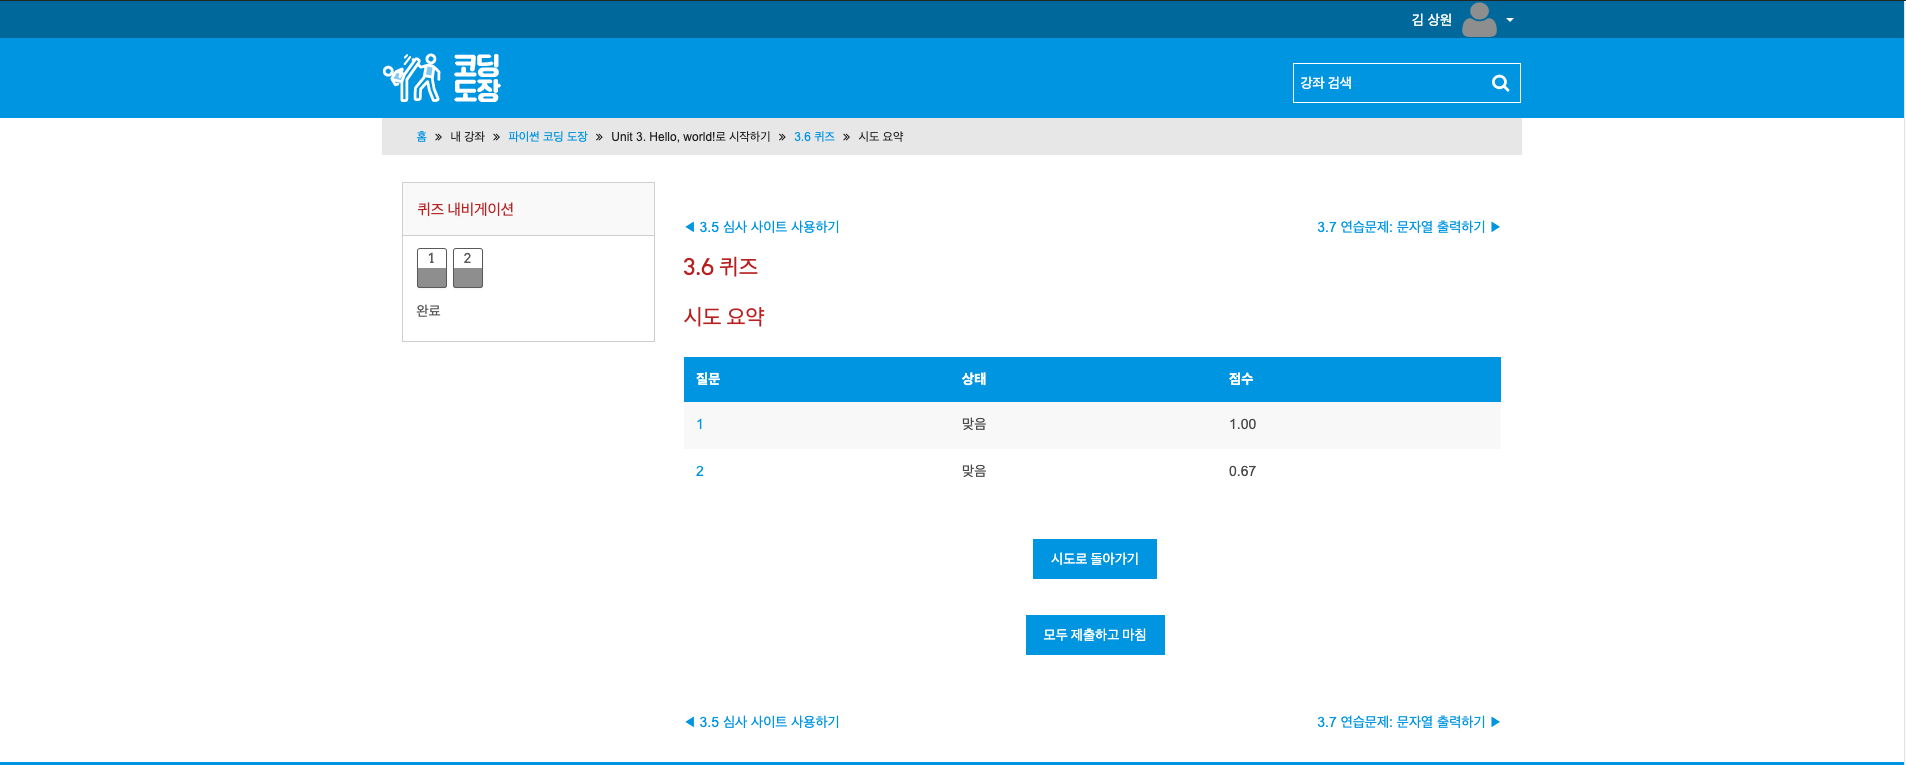 김 상원
코딩
도장
강좌 검색
홈 » 내 강좌 » 파이썬 코딩 도장 » Unit 3. Hello, world!로 시작하기 » 3.6 퀴즈 » 시도 요약
퀴즈 내비게이션
1 2
완료
◀ 3.5 심사 사이트 사용하기 3.7 연습문제: 문자열 출력하기 ▶
3.6 퀴즈
시도 요약
질문 상태 점수
1 맞음 1.00
2 맞음 0.67
시도로 돌아가기
모두 제출하고 마침
◀ 3.5 심사 사이트 사용하기 3.7 연습문제: 문자열 출력하기 ▶